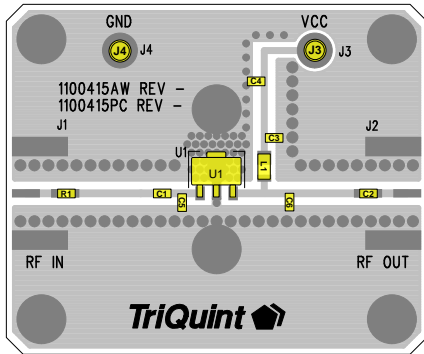 GND
VCC
J4 J4
J3 J3
C4
1100415AW REV -
1100415PC REV -
J1
J2
C3
U1
U1
L1
R1
C1
C5
C6
C2
RF IN
RF OUT
TriQuint